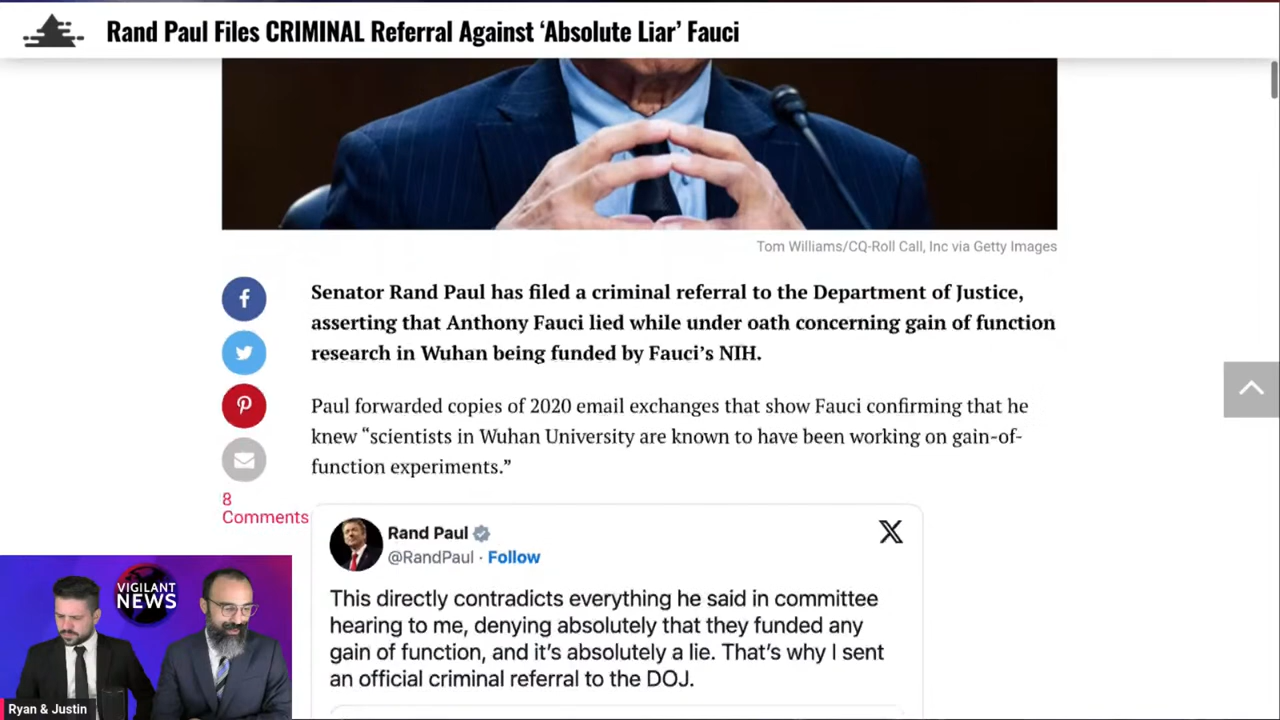 Rand Paul Files CRIMINAL Referral Against ‘Absolute Liar’ Fauci
Tom Williams/CQ-Roll Call, Inc via Getty Images
Senator Rand Paul has filed a criminal referral to the Department of Justice,
asserting that Anthony Fauci lied while under oath concerning gain of function
research in Wuhan being funded by Fauci’s NIH.
Paul forwarded copies of 2020 email exchanges that show Fauci confirming that he
knew “scientists in Wuhan University are known to have been working on gain-of-
function experiments.”
8
Comments
Rand Paul
@RandPaul · Follow
This directly contradicts everything he said in committee
hearing to me, denying absolutely that they funded any
gain of function, and it’s absolutely a lie. That’s why I sent
an official criminal referral to the DOJ.
VIGILANT
NEWS
Ryan & Justin